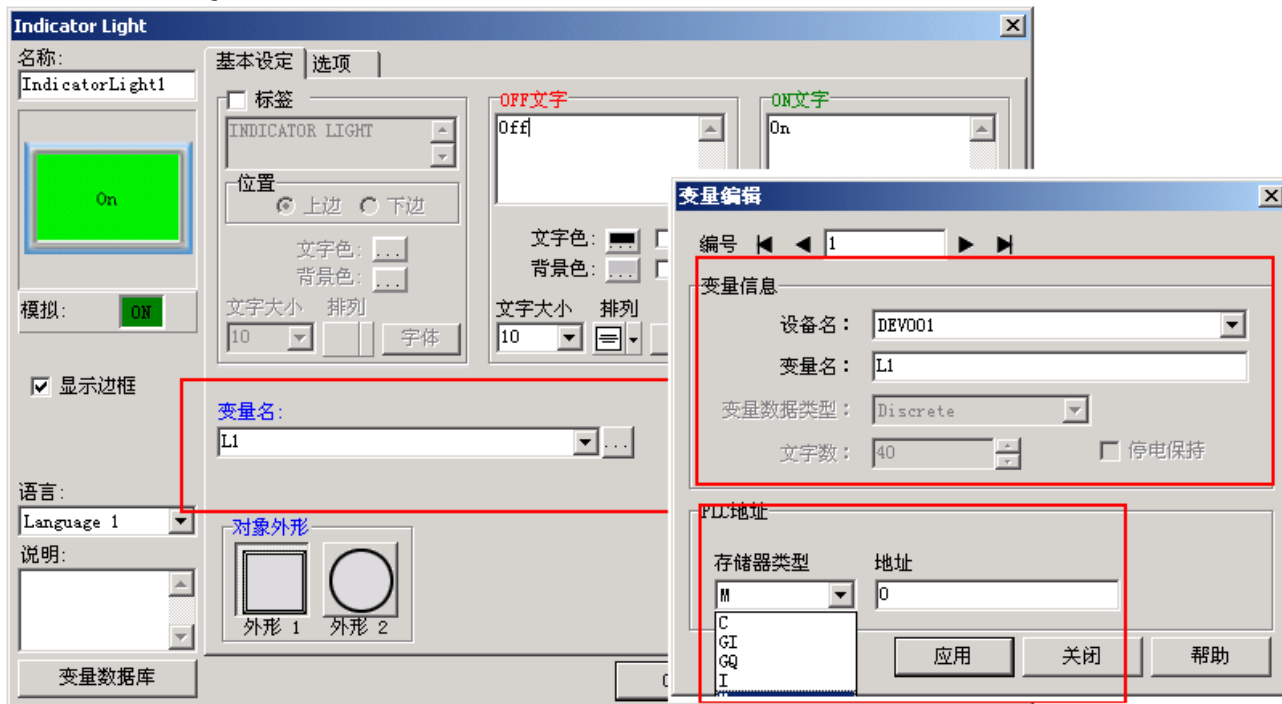 Indicator Light
名称:
IndicatorLight1
On
模拟:
ON
显示边框
语言:
Language 1
说明:
变量数据库
基本设定
选项
标签
INDICATOR LIGHT
位置
上边
下边
文字色:
背景色:
文字大小
排列
10
字体
OFF文字
Off
文字色:
背景色:
文字大小
排列
10
ON文字
On
变量名:
L1
对象外形
外形 1
外形 2
变量编辑
编号
1
变量信息
设备名:
DEV001
变量名:
L1
变量数据类型:
Discrete
文字数:
40
停电保持
PLC地址
存储器类型
地址
M
0
C
GI
GQ
I
应用
关闭
帮助